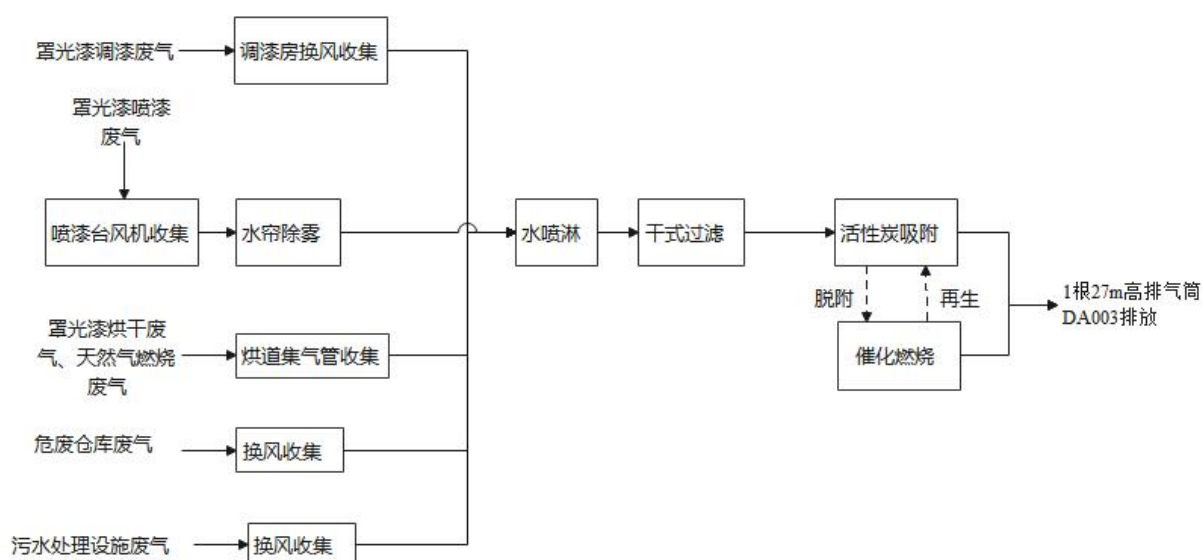 罩光漆调漆废气
调漆房换风收集
罩光漆喷漆
废气
喷漆台风机收集
水帘除雾
水喷淋
干式过滤
活性炭吸附
脱附
再生
催化燃烧
1根27m高排气筒
DA003排放
罩光漆烘干废
气、天然气燃烧
废气
烘道集气管收集
危废仓库废气
换风收集
污水处理设施废气
换风收集